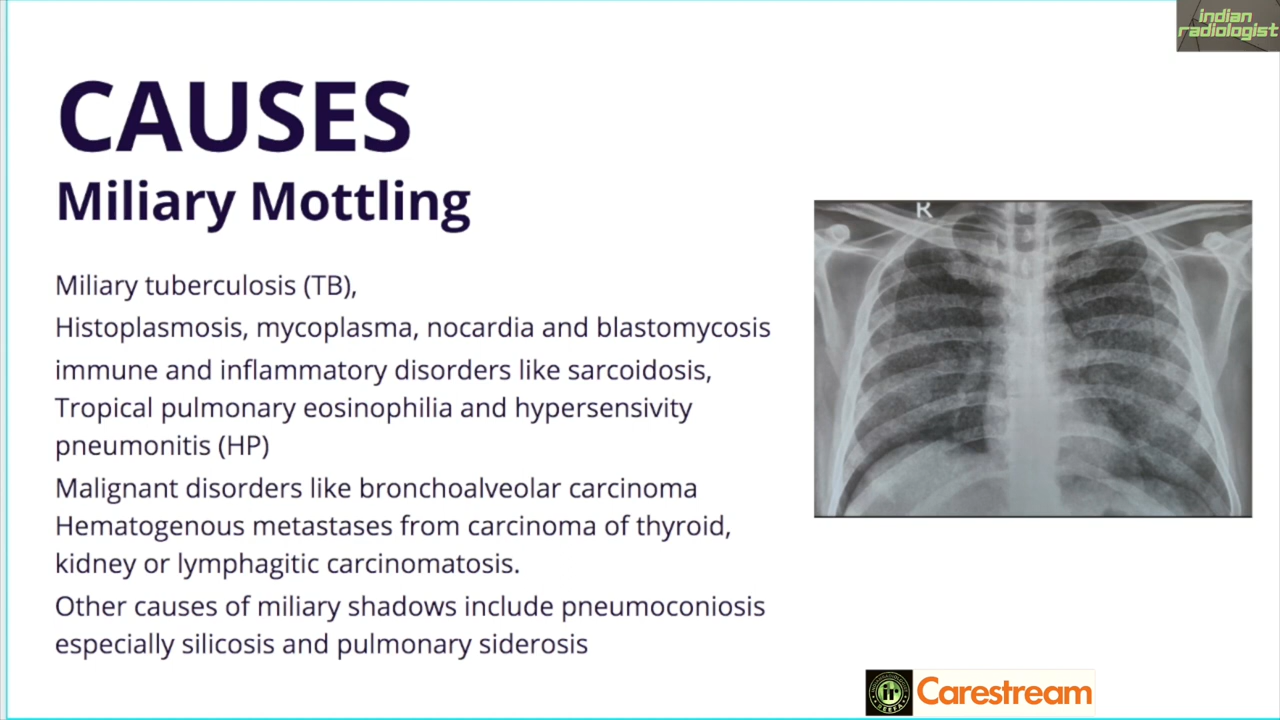 indian
radiologist
CAUSES
Miliary Mottling
Miliary tuberculosis (TB),
Histoplasmosis, mycoplasma, nocardia and blastomycosis
immune and inflammatory disorders like sarcoidosis,
Tropical pulmonary eosinophilia and hypersensivity
pneumonitis (HP)
Malignant disorders like bronchoalveolar carcinoma
Hematogenous metastases from carcinoma of thyroid,
kidney or lymphagitic carcinomatosis.
Other causes of miliary shadows include pneumoconiosis
especially silicosis and pulmonary siderosis
R
ir
Carestream